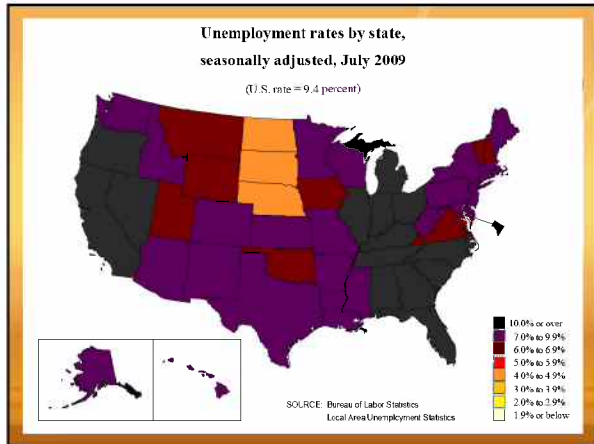 Unemployment rates by state,
seasonally adjusted, July 2009
(U.S. rate = 9.4 percent)
10.0% or over
7.0% to 9.9%
6.0% to 6.9%
5.0% to 5.9%
4.0% to 4.9%
3.0% to 3.9%
2.0% to 2.9%
1.9% or below
SOURCE: Bureau of Labor Statistics
Local Area Unemployment Statistics